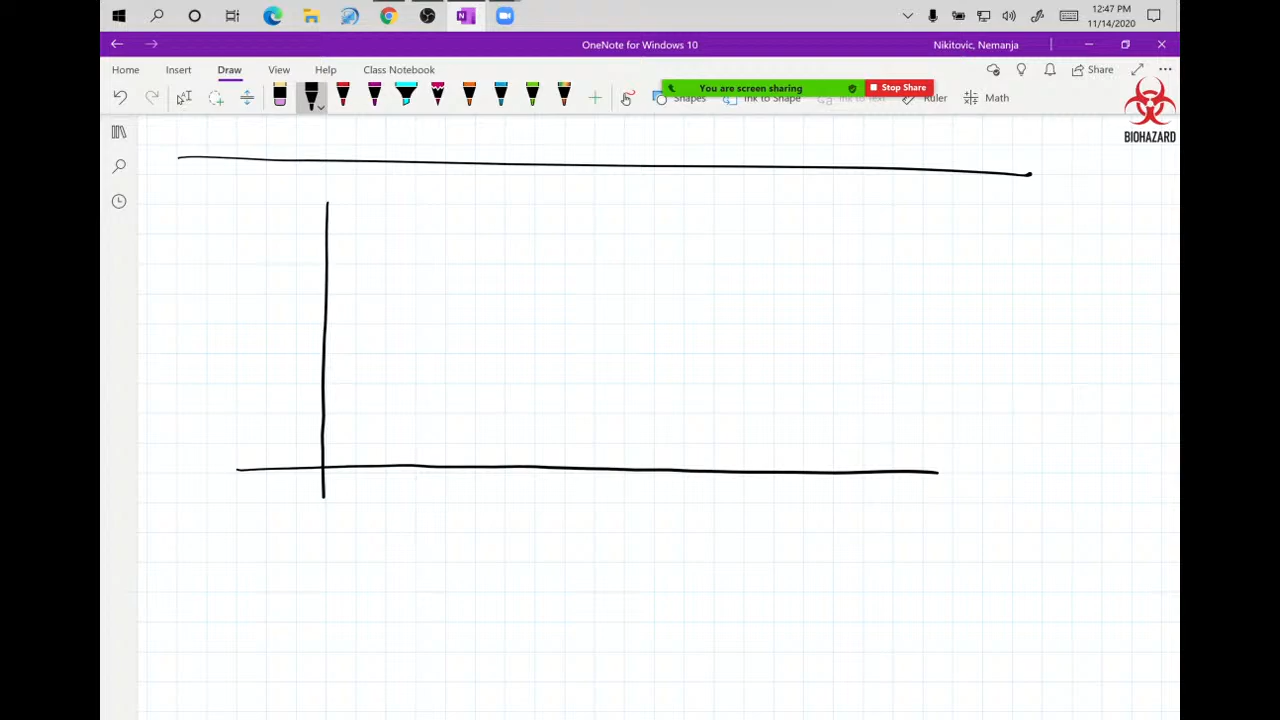 12:47 PM
11/14/2020
OneNote for Windows 10
Nikitovic, Nemanja
Home Insert Draw View Help Class Notebook
Share
You are screen sharing
Stop Share
Shapes Ink to Shape Ink to Text Ruler Math
BIOHAZARD